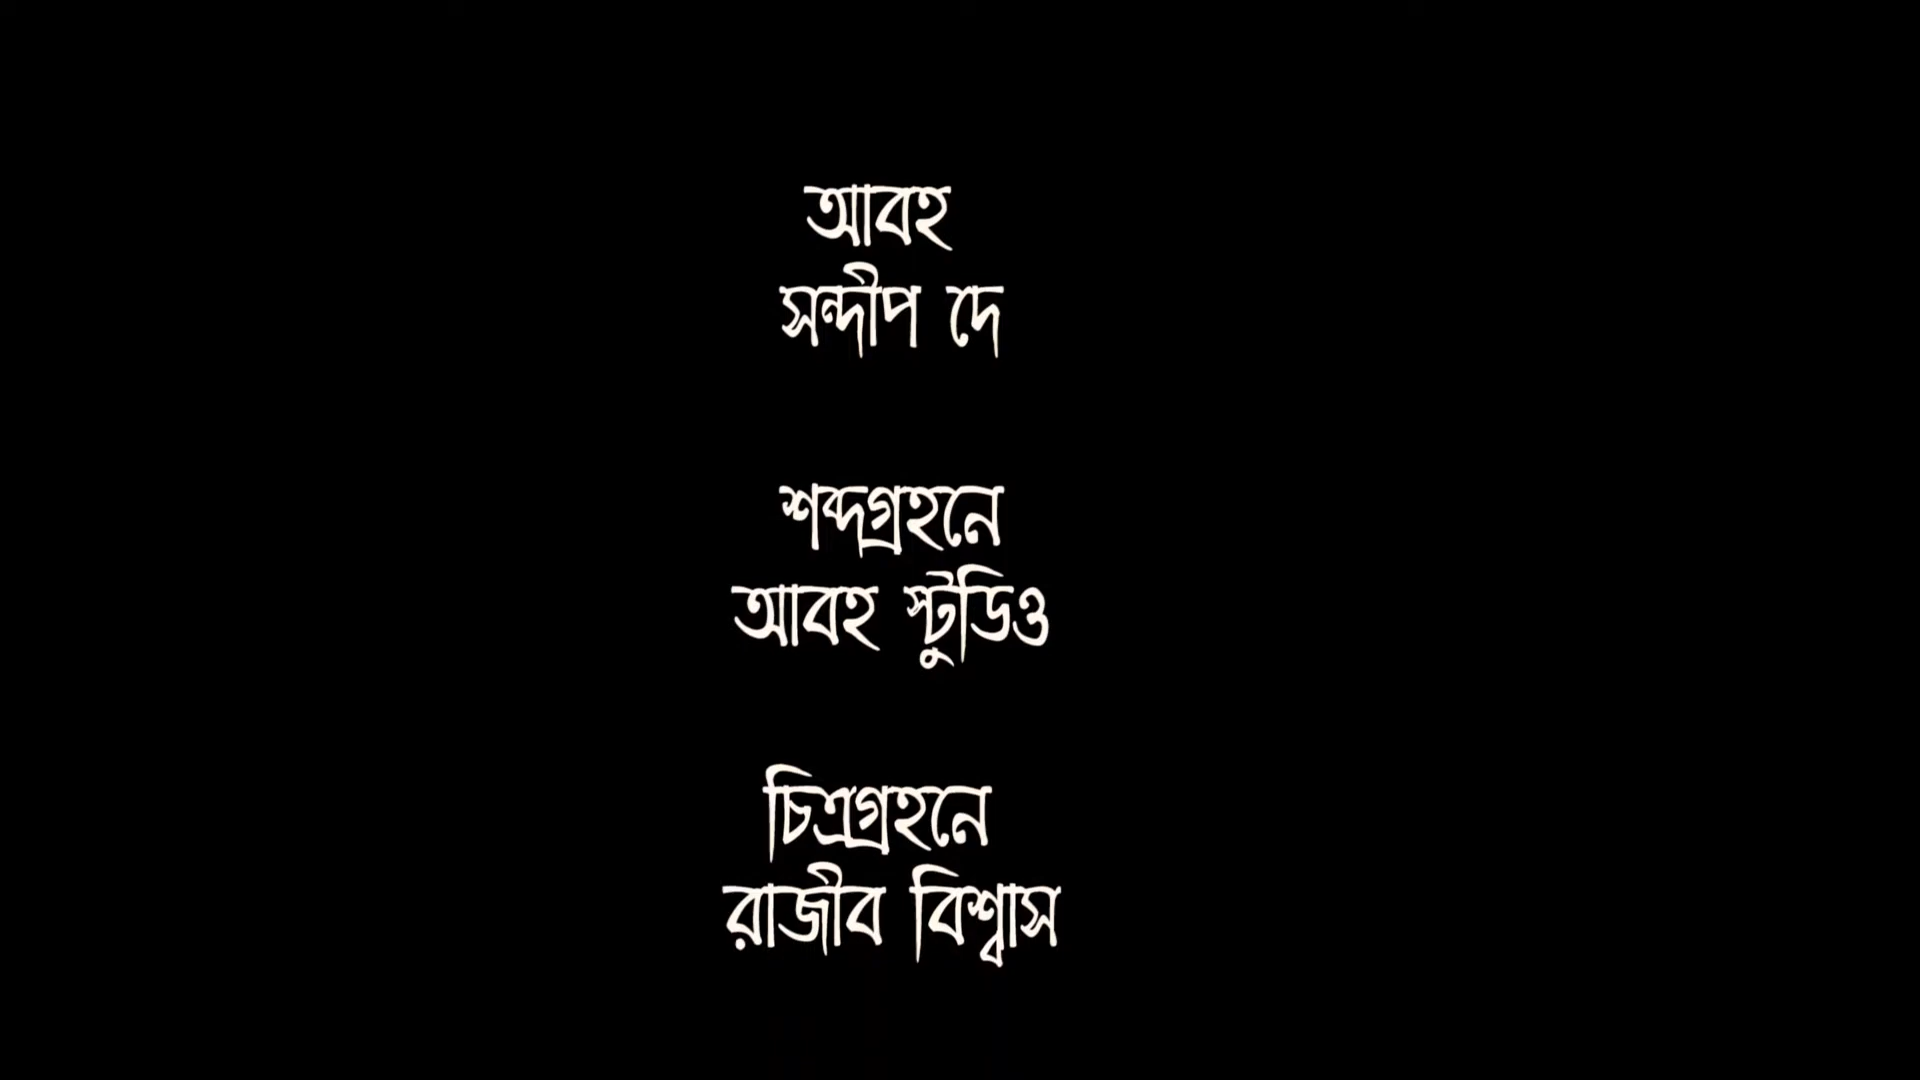 আবহ
সন্দীপ দে
শব্দগ্রহনে
আবহ স্টুডিও
চিত্রগ্রহনে
রাজীব বিশ্বাস